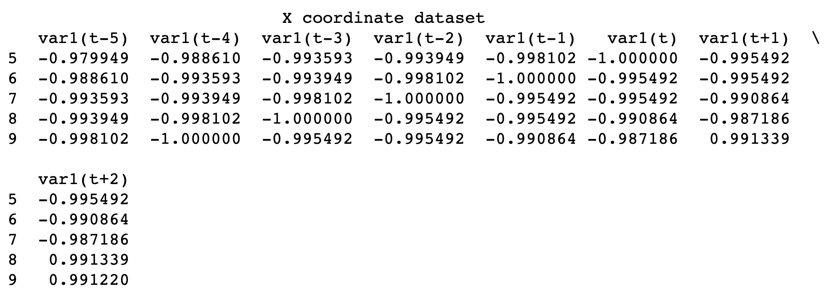 X coordinate dataset
var1(t-5) var1(t-4) var1(t-3) var1(t-2) var1(t-1) var1(t) var1(t+1) \
5 -0.979949 -0.988610 -0.993593 -0.993949 -0.998102 -1.000000 -0.995492
6 -0.988610 -0.993593 -0.993949 -0.998102 -1.000000 -0.995492 -0.995492
7 -0.993593 -0.993949 -0.998102 -1.000000 -0.995492 -0.995492 -0.990864
8 -0.993949 -0.998102 -1.000000 -0.995492 -0.995492 -0.990864 -0.987186
9 -0.998102 -1.000000 -0.995492 -0.995492 -0.990864 -0.987186 0.991339
var1(t+2)
5 -0.995492
6 -0.990864
7 -0.987186
8 0.991339
9 0.991220